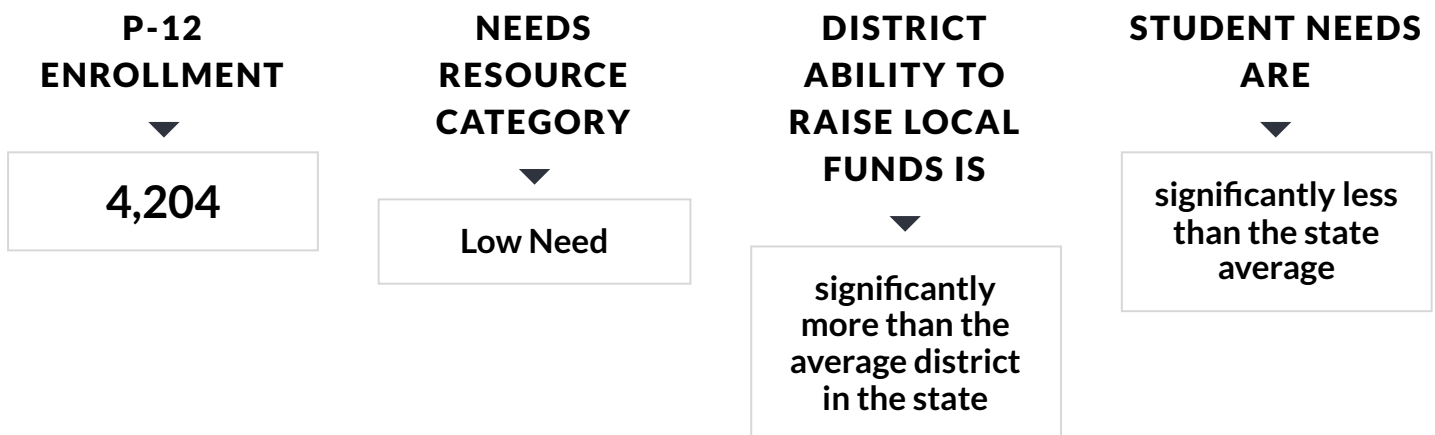 P-12
ENROLLMENT
4,204
NEEDS
RESOURCE
CATEGORY
Low Need
DISTRICT
ABILITY TO
RAISE LOCAL
FUNDS IS
significantly
more than the
average district
in the state
STUDENT NEEDS
ARE
significantly less
than the state
average